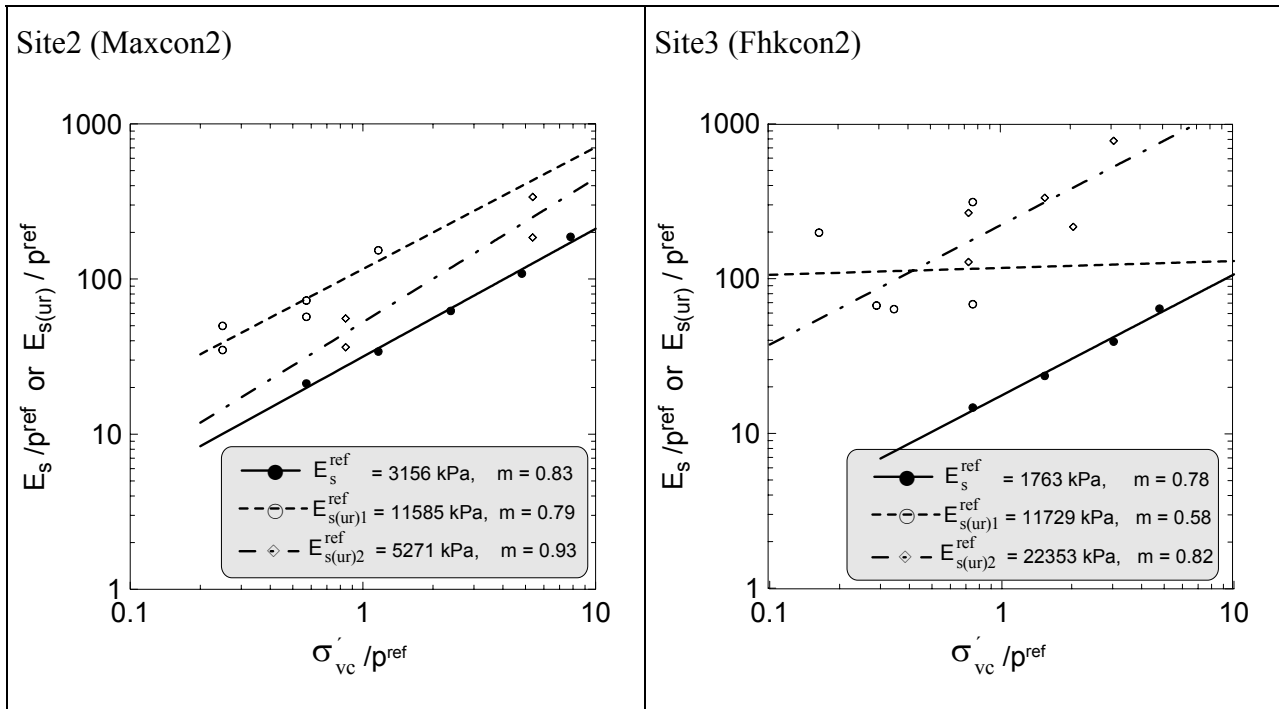 Site2 (Maxcon2)
E_s /p^ref or E_s(ur) / p^ref
1000
100
10
1
0.1
1
10
σ´_vc /p^ref
E_s^ref = 3156 kPa, m = 0.83
E_s(ur)1^ref = 11585 kPa, m = 0.79
E_s(ur)2^ref = 5271 kPa, m = 0.93
Site3 (Fhkcon2)
E_s /p^ref or E_s(ur) / p^ref
1000
100
10
1
0.1
1
10
σ´_vc /p^ref
E_s^ref = 1763 kPa, m = 0.78
E_s(ur)1^ref = 11729 kPa, m = 0.58
E_s(ur)2^ref = 22353 kPa, m = 0.82